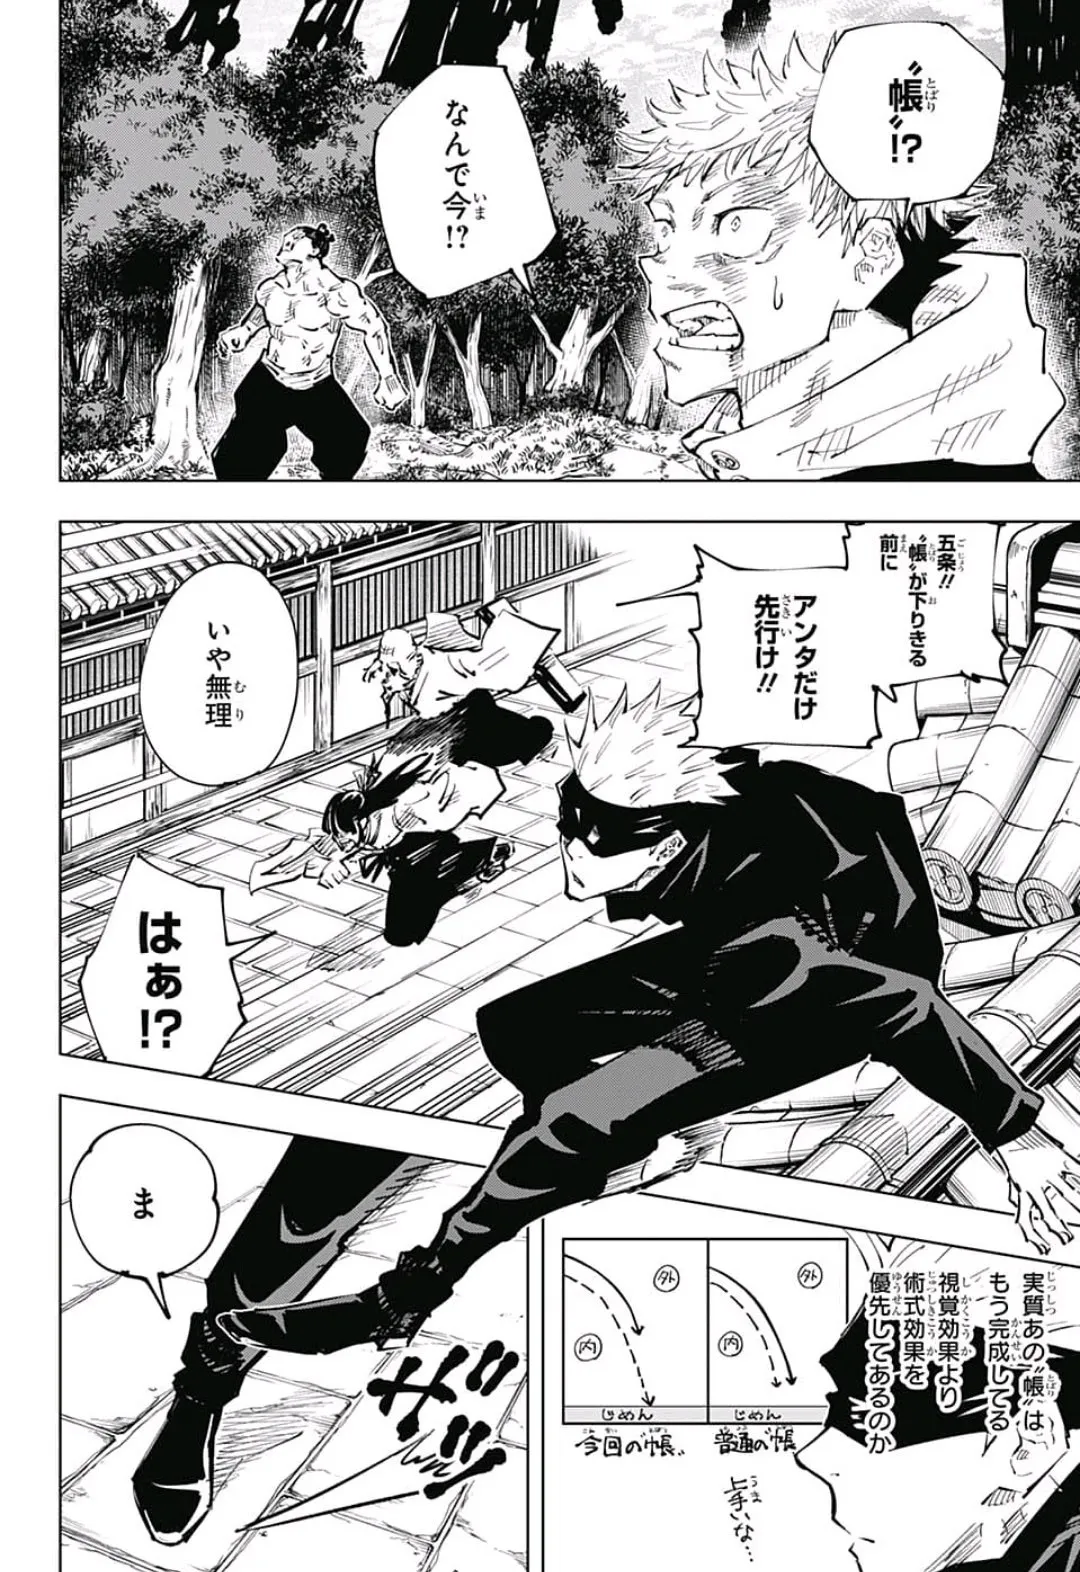 〝帳〟!?
なんで今!?
五条!!
〝帳〟が下りきる
前に
アンタだけ
先行け!!
いや無理
はぁ!?
実質あの〝帳〟は
もう完成してる
視覚効果より
術式効果を
優先してあるのか
外
内
じめん
普通の帳
外
内
じめん
今回の〝帳〟
上手いな…
ザッ
ま